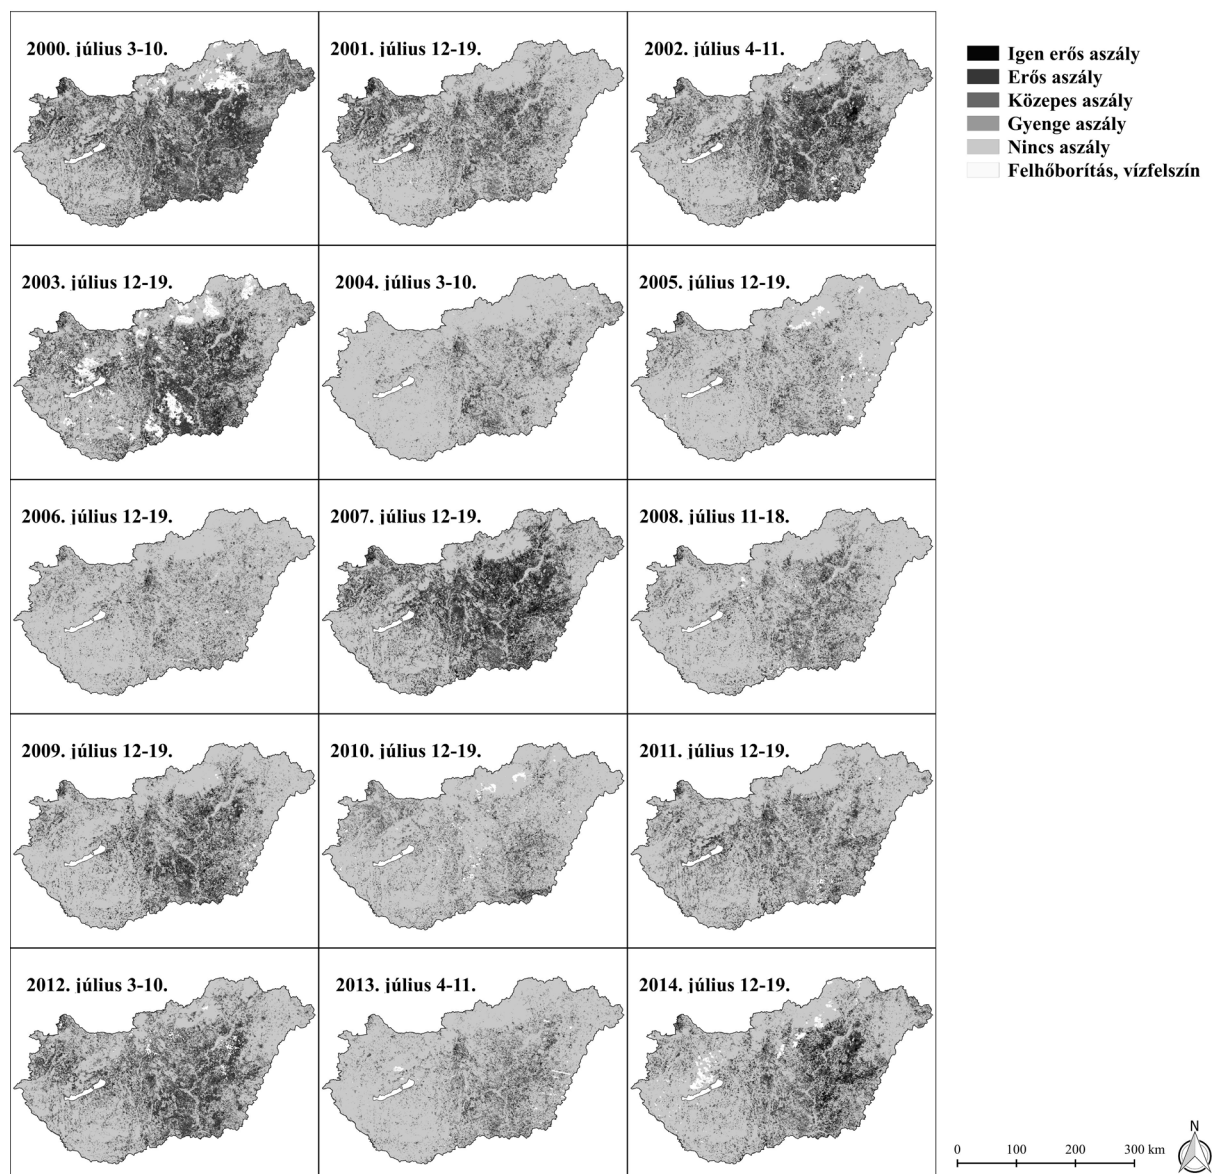 2000. július 3-10.
2001. július 12-19.
2002. július 4-11.
Igen erős aszály
Erős aszály
Közepes aszály
Gyenge aszály
Nincs aszály
Felhőborítás, vízfelszín
2003. július 12-19.
2004. július 3-10.
2005. július 12-19.
2006. július 12-19.
2007. július 12-19.
2008. július 11-18.
2009. július 12-19.
2010. július 12-19.
2011. július 12-19.
2012. július 3-10.
2013. július 4-11.
2014. július 12-19.
N
0 100 200 300 km